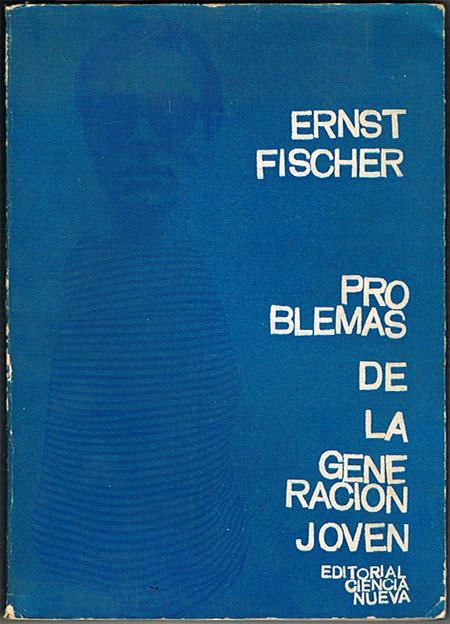 ERNST
FISCHER
PRO
BLEMAS
DE
LA
GENE
RACION
JOVEN
EDITORIAL
CIENCIA
NUEVA